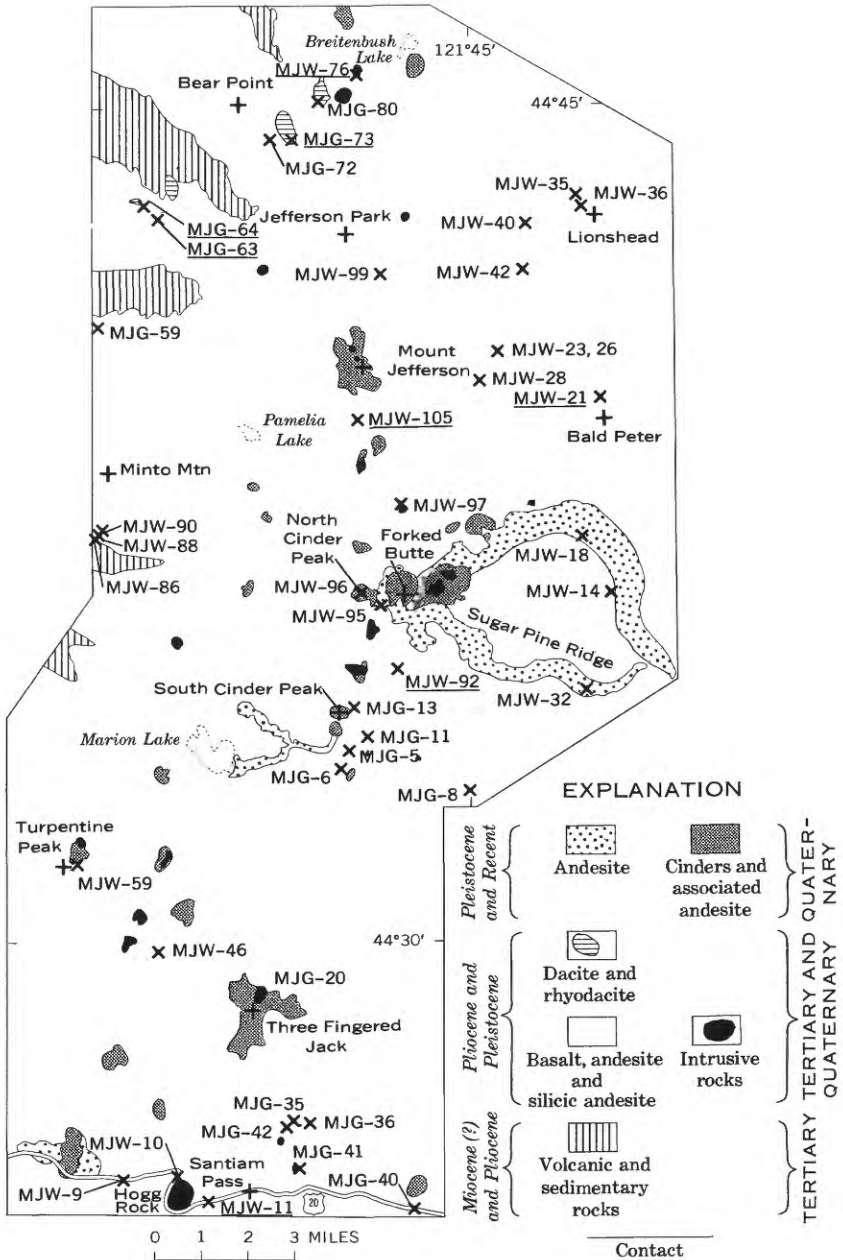 Breitenbush
Lake
121°45′
MJW-76
Bear Point
44°45′
MJG-80
MJG-73
MJG-72
MJW-35
MJW-36
MJG-64
Jefferson Park
MJW-40
Lionshead
MJG-63
MJW-99
MJW-42
MJG-59
Mount
Jefferson
MJW-23, 26
MJW-28
MJW-21
Pamelia
Lake
MJW-105
Bald Peter
Minto Mtn
MJW-90
MJW-88
MJW-86
North
Cinder
Peak
MJW-97
Forked
Butte
MJW-18
MJW-96
MJW-14
MJW-95
Sugar Pine Ridge
MJW-92
MJW-32
South Cinder Peak
MJG-13
Marion Lake
MJG-11
MJG-5
MJG-6
MJG-8
Turpentine
Peak
MJW-59
44°30′
MJW-46
MJG-20
Three Fingered
Jack
MJG-35
MJG-36
MJG-42
MJG-41
MJW-10
Santiam
Pass
MJG-40
MJW-9
Hogg
Rock
MJW-11
20
0 1 2 3 MILES
EXPLANATION
Pleistocene
and Recent
Andesite
Cinders and
associated
andesite
QUATER-
NARY
Pliocene and
Pleistocene
Dacite and
rhyodacite
Basalt, andesite
and
silicic andesite
Intrusive
rocks
TERTIARY AND
QUATERNARY
Miocene (?)
and Pliocene
Volcanic and
sedimentary
rocks
TERTIARY
Contact